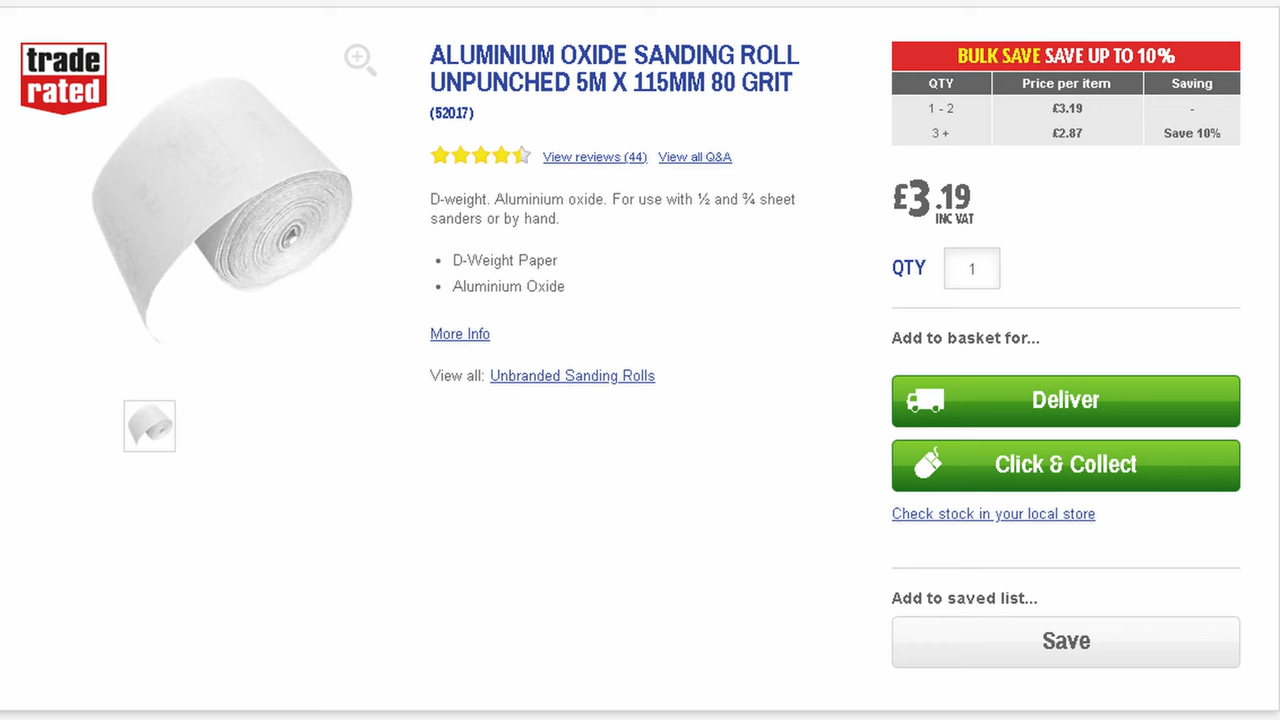 trade
rated
ALUMINIUM OXIDE SANDING ROLL
UNPUNCHED 5M X 115MM 80 GRIT
(52017)
View reviews (44) View all Q&A
D-weight. Aluminium oxide. For use with ½ and ¾ sheet
sanders or by hand.
• D-Weight Paper
• Aluminium Oxide
More Info
View all: Unbranded Sanding Rolls
BULK SAVE SAVE UP TO 10%
QTY Price per item Saving
1 - 2 £3.19 -
3 + £2.87 Save 10%
£3.19
INC VAT
QTY 1
Add to basket for...
Deliver
Click & Collect
Check stock in your local store
Add to saved list...
Save